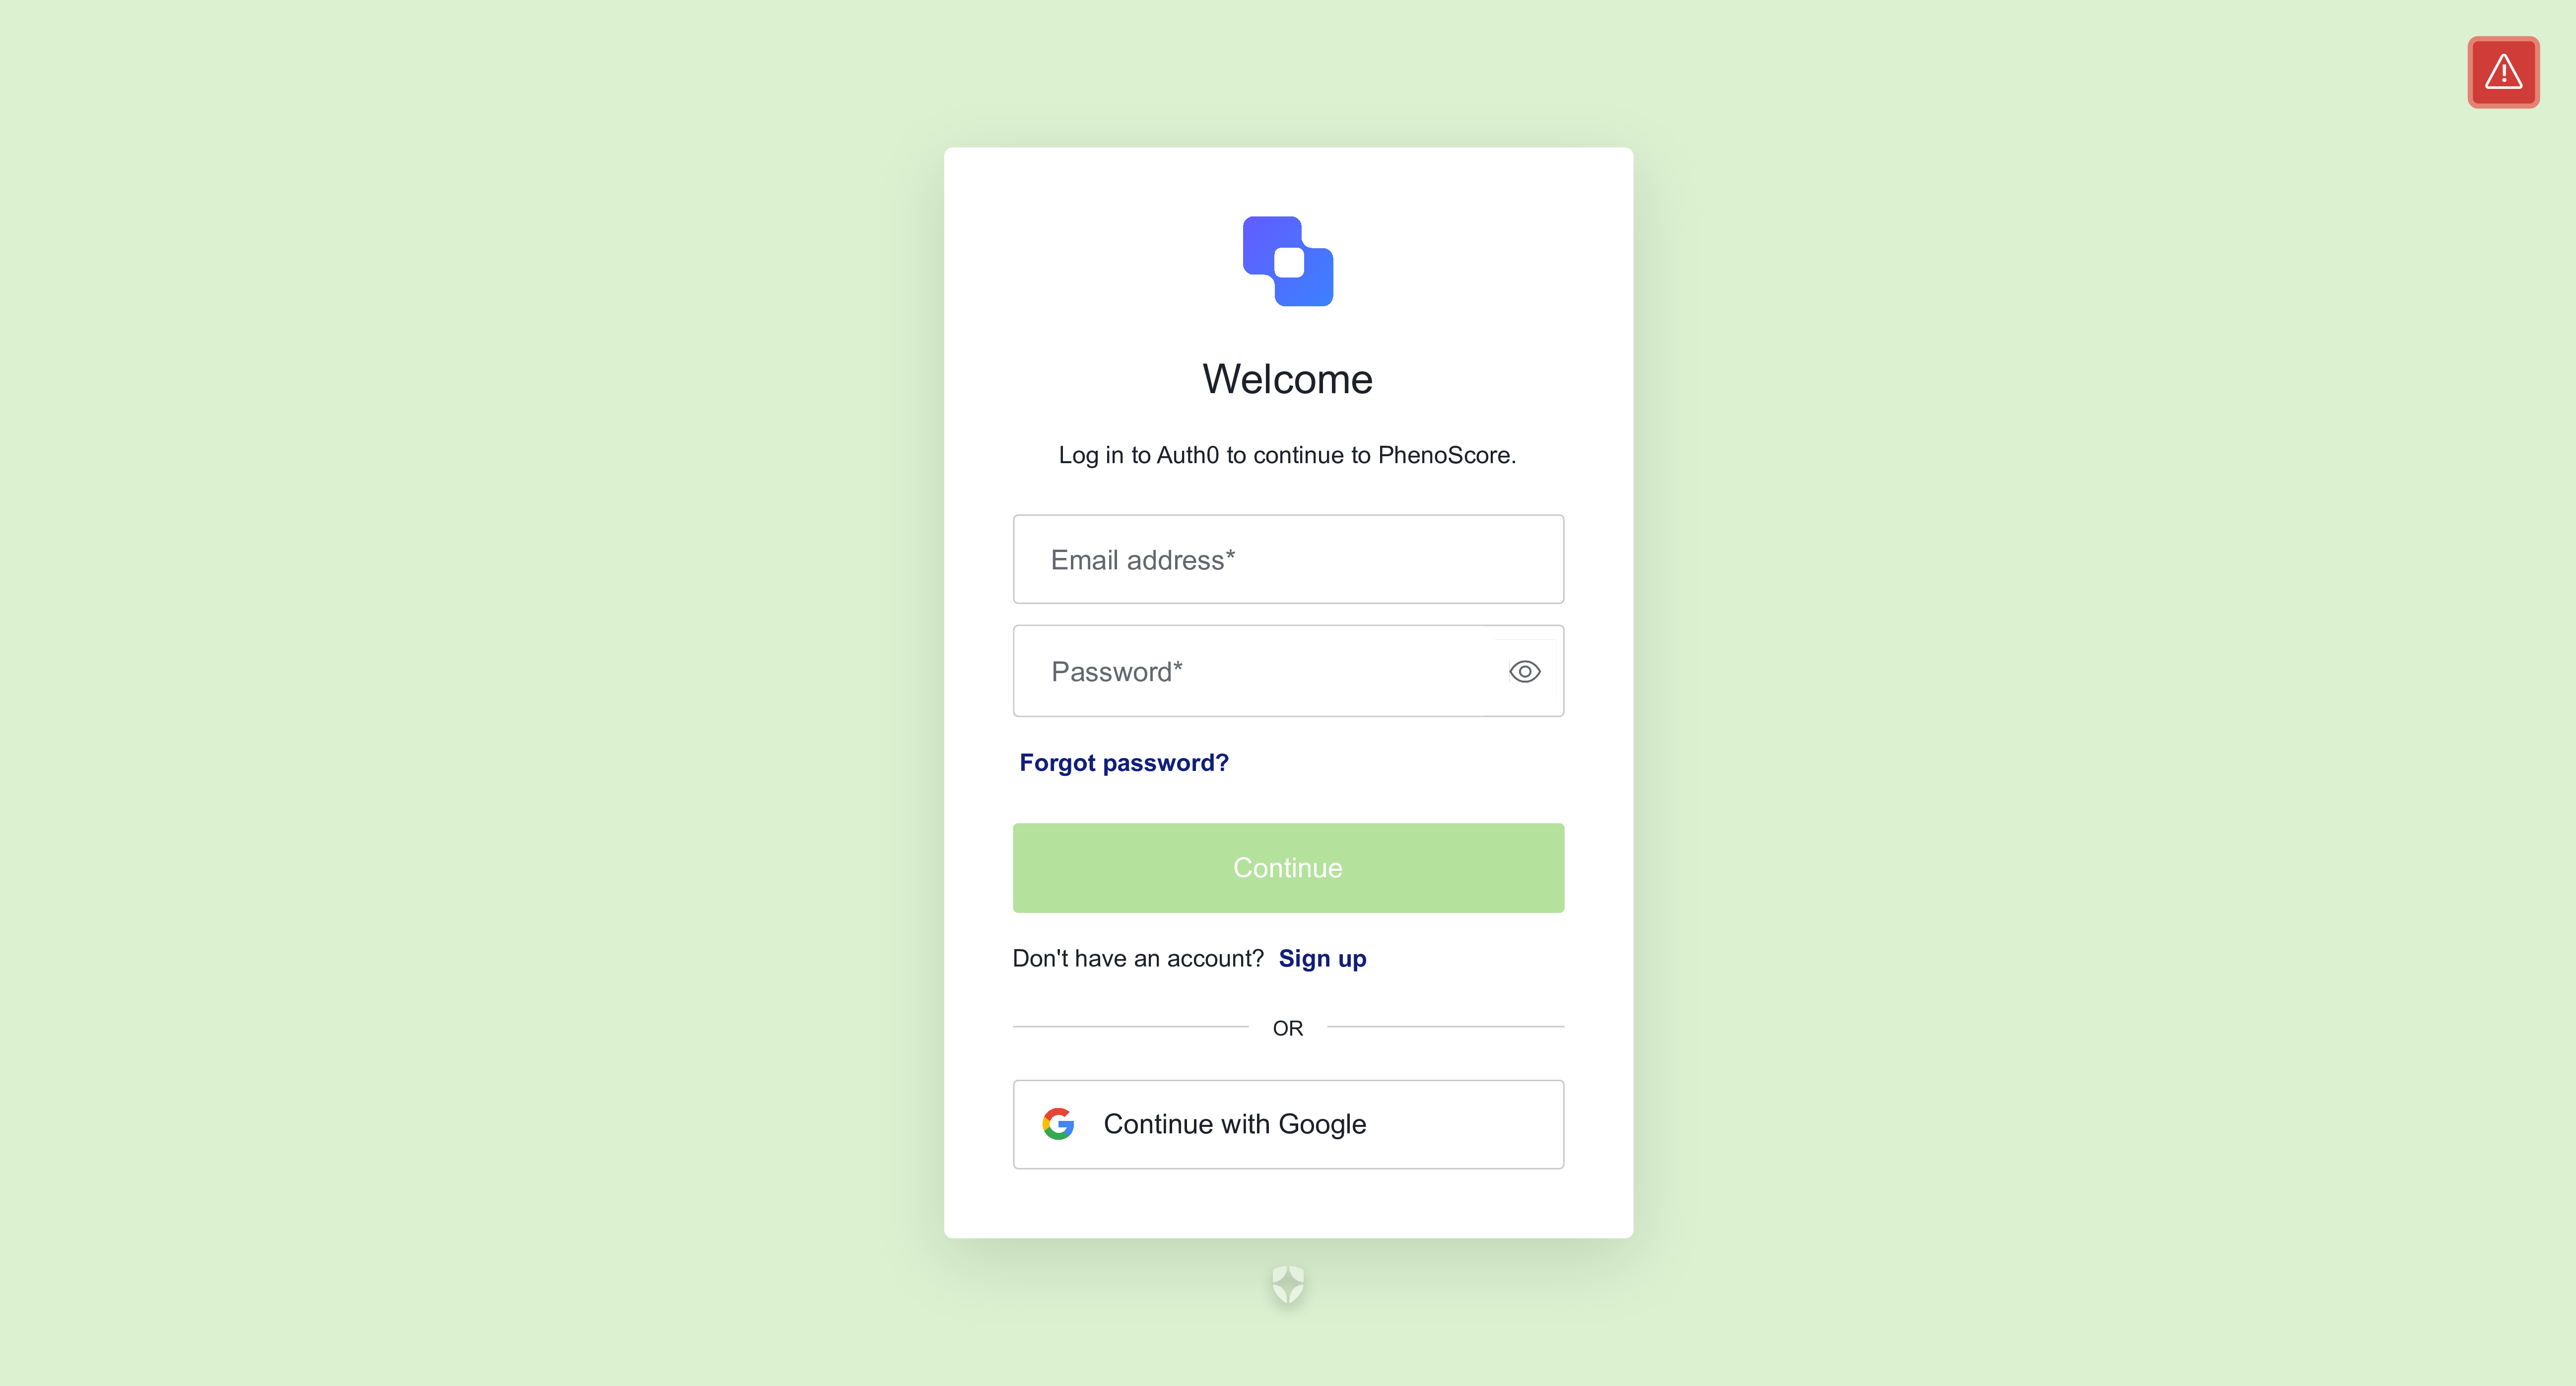 Welcome
Log in to Auth0 to continue to PhenoScore.
Email address*
Password*
Forgot password?
Continue
Don't have an account? Sign up
OR
Continue with Google